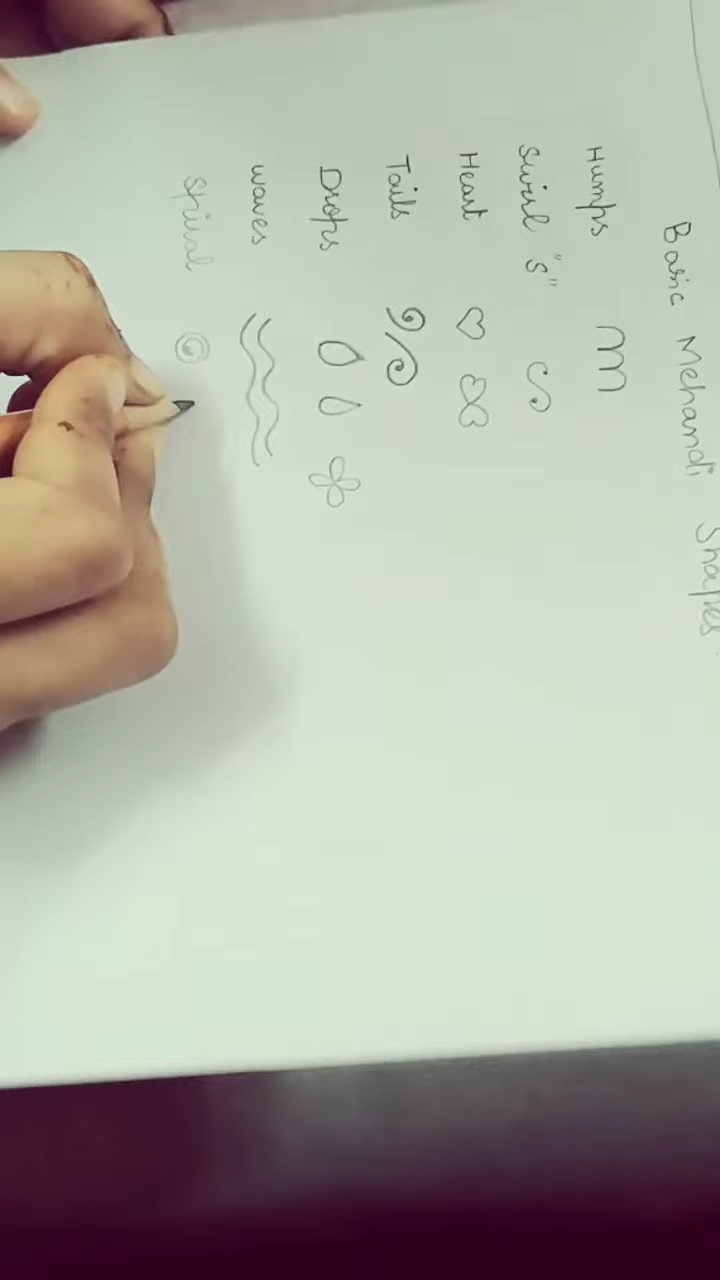 Basic Mehandi Shapes
Humps
Swirl "S"
Heart
Tails
Drops
waves
Spiral